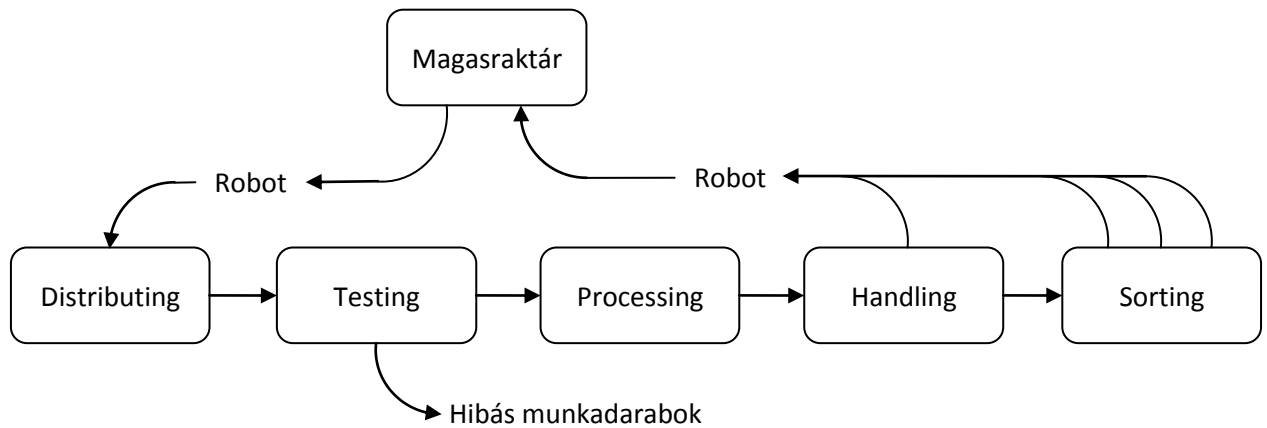 Magasraktár
Robot
Robot
Distributing
Testing
Processing
Handling
Sorting
Hibás munkadarabok